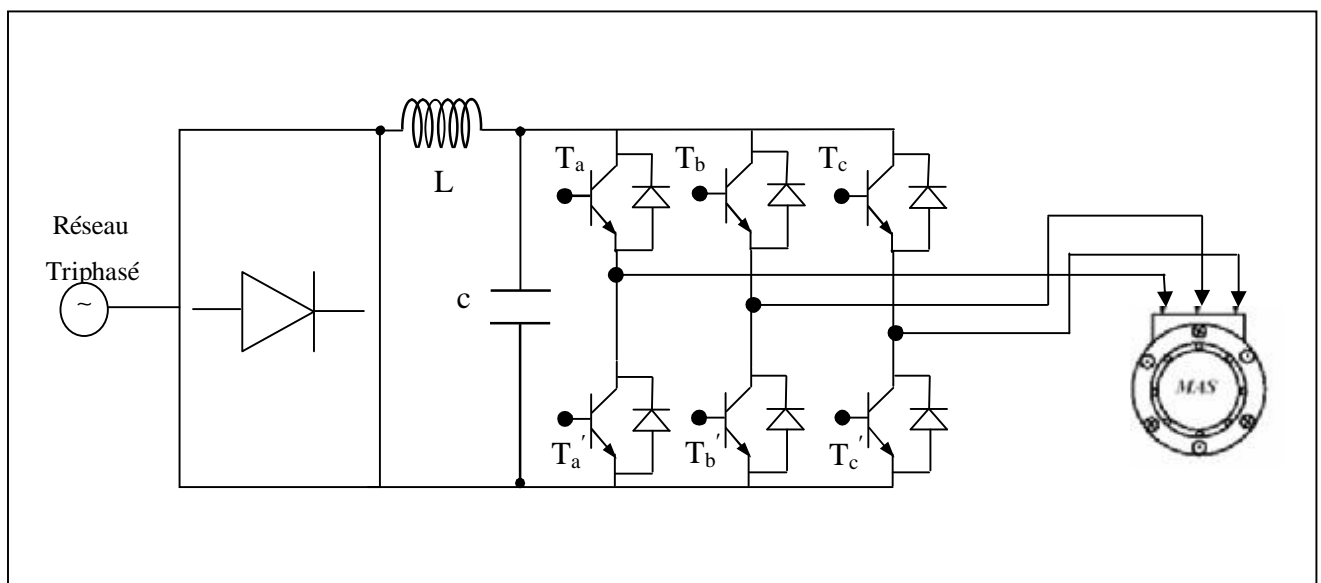 Réseau
Triphasé
~
L
c
Ta
Tb
Tc
Ta′
Tb′
Tc′
MAS